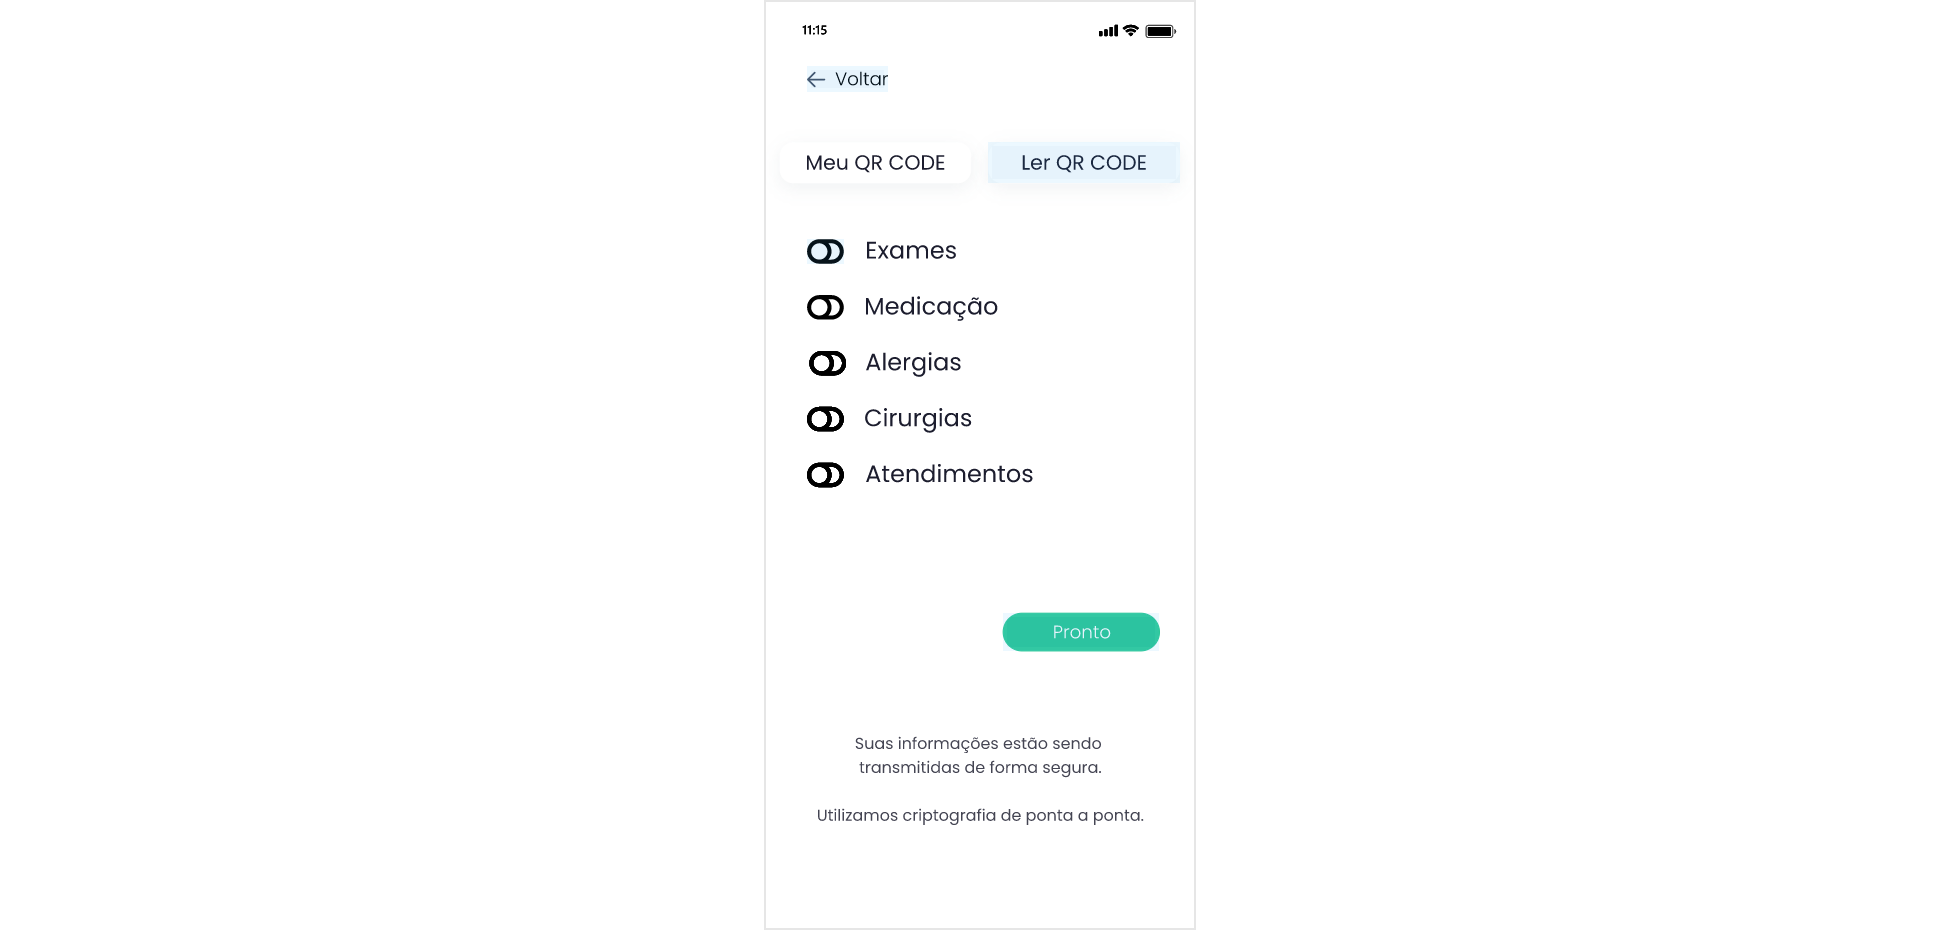 11:15
Voltar
Meu QR CODE
Ler QR CODE
Exames
Medicação
Alergias
Cirurgias
Atendimentos
Pronto
Suas informações estão sendo
transmitidas de forma segura.
Utilizamos criptografia de ponta a ponta.